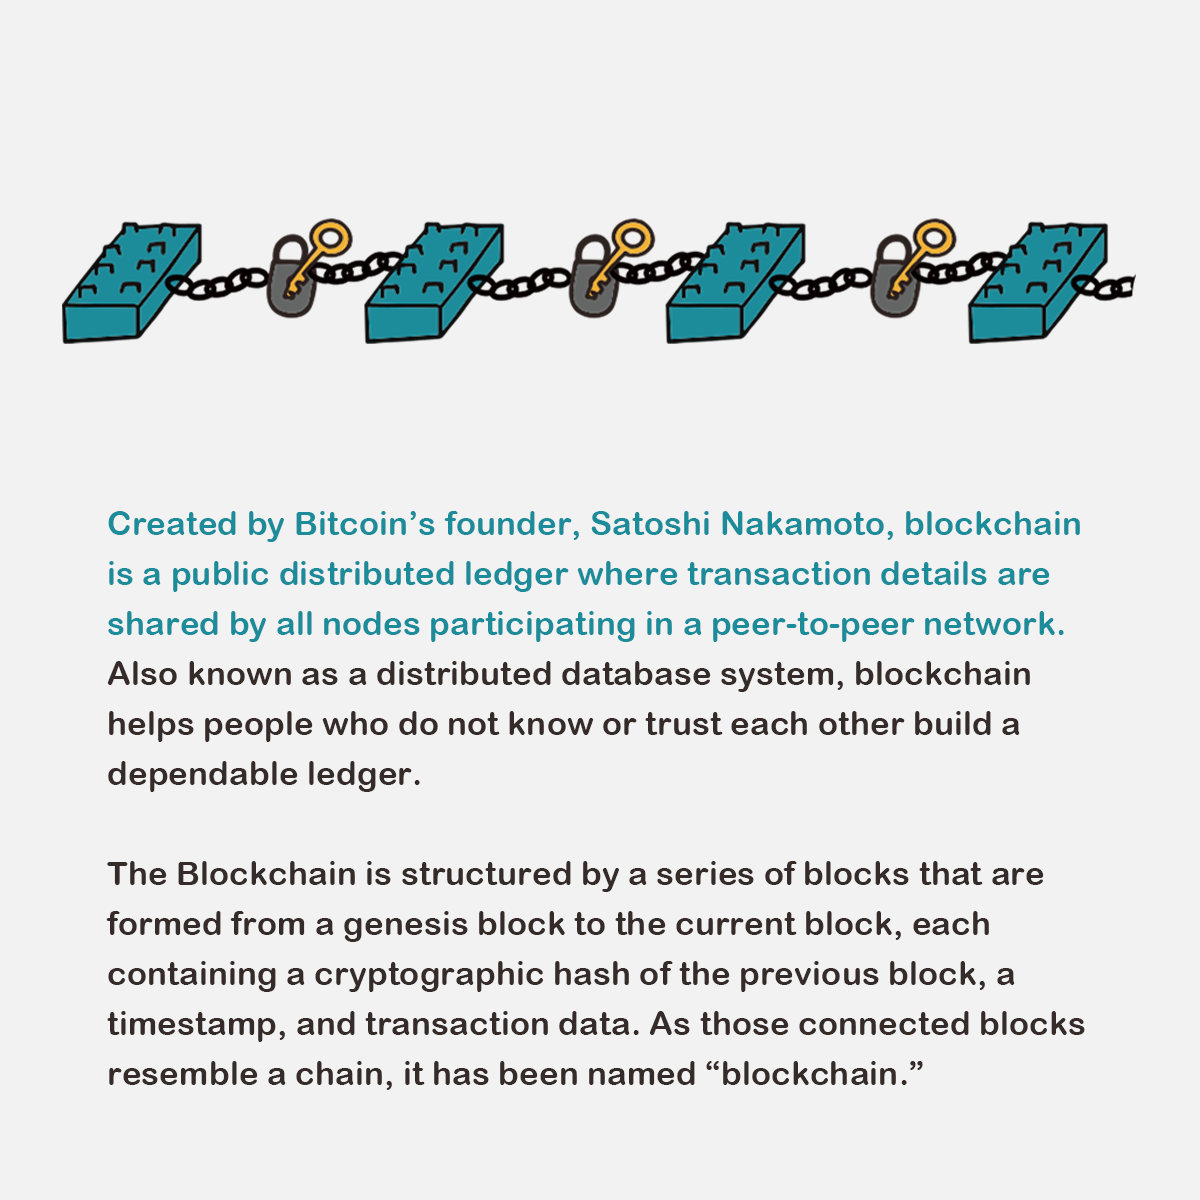 Created by Bitcoin’s founder, Satoshi Nakamoto, blockchain
is a public distributed ledger where transaction details are
shared by all nodes participating in a peer-to-peer network.
Also known as a distributed database system, blockchain
helps people who do not know or trust each other build a
dependable ledger.
The Blockchain is structured by a series of blocks that are
formed from a genesis block to the current block, each
containing a cryptographic hash of the previous block, a
timestamp, and transaction data. As those connected blocks
resemble a chain, it has been named “blockchain.”